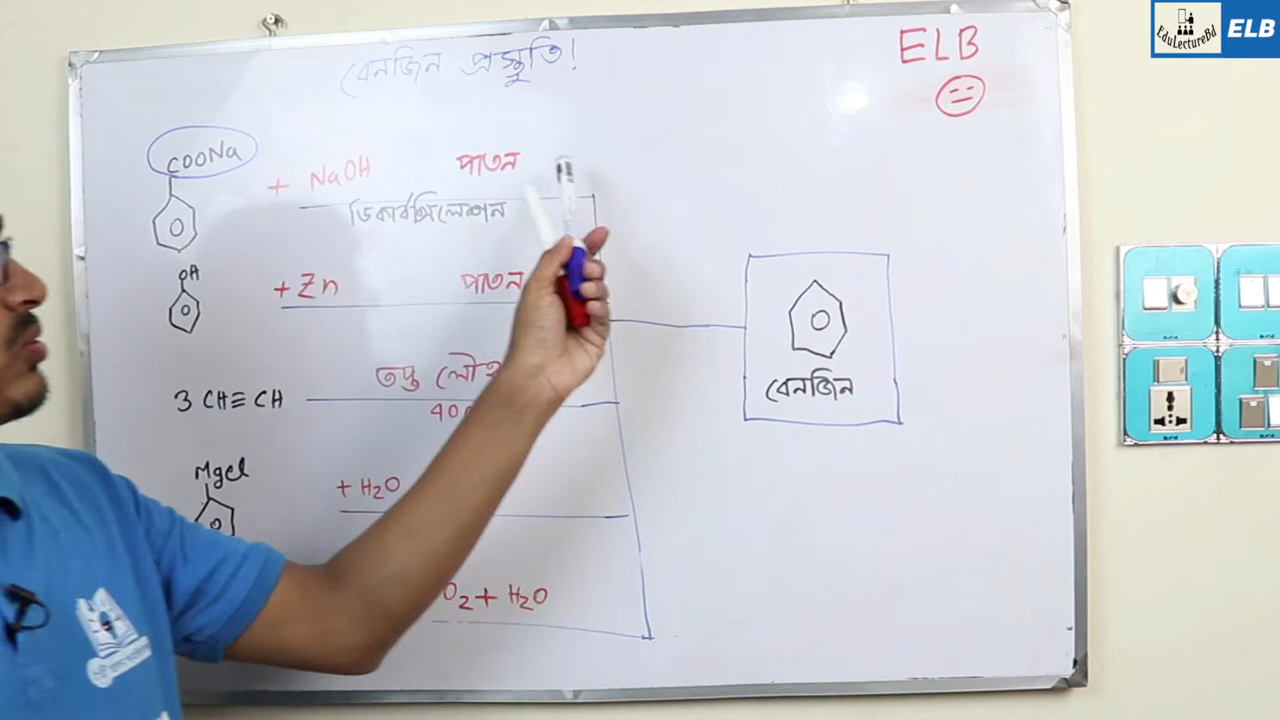 বেনজিন প্রস্তুতি!
ELB
EduLectureBd
ELB
COONa
+ NaOH পাতন
ডিকার্বক্সিলেশন
OH
+ Zn পাতন
বেনজিন
তপ্ত
3 CH≡CH
MgCl
+ H₂O
O₂ + H₂O